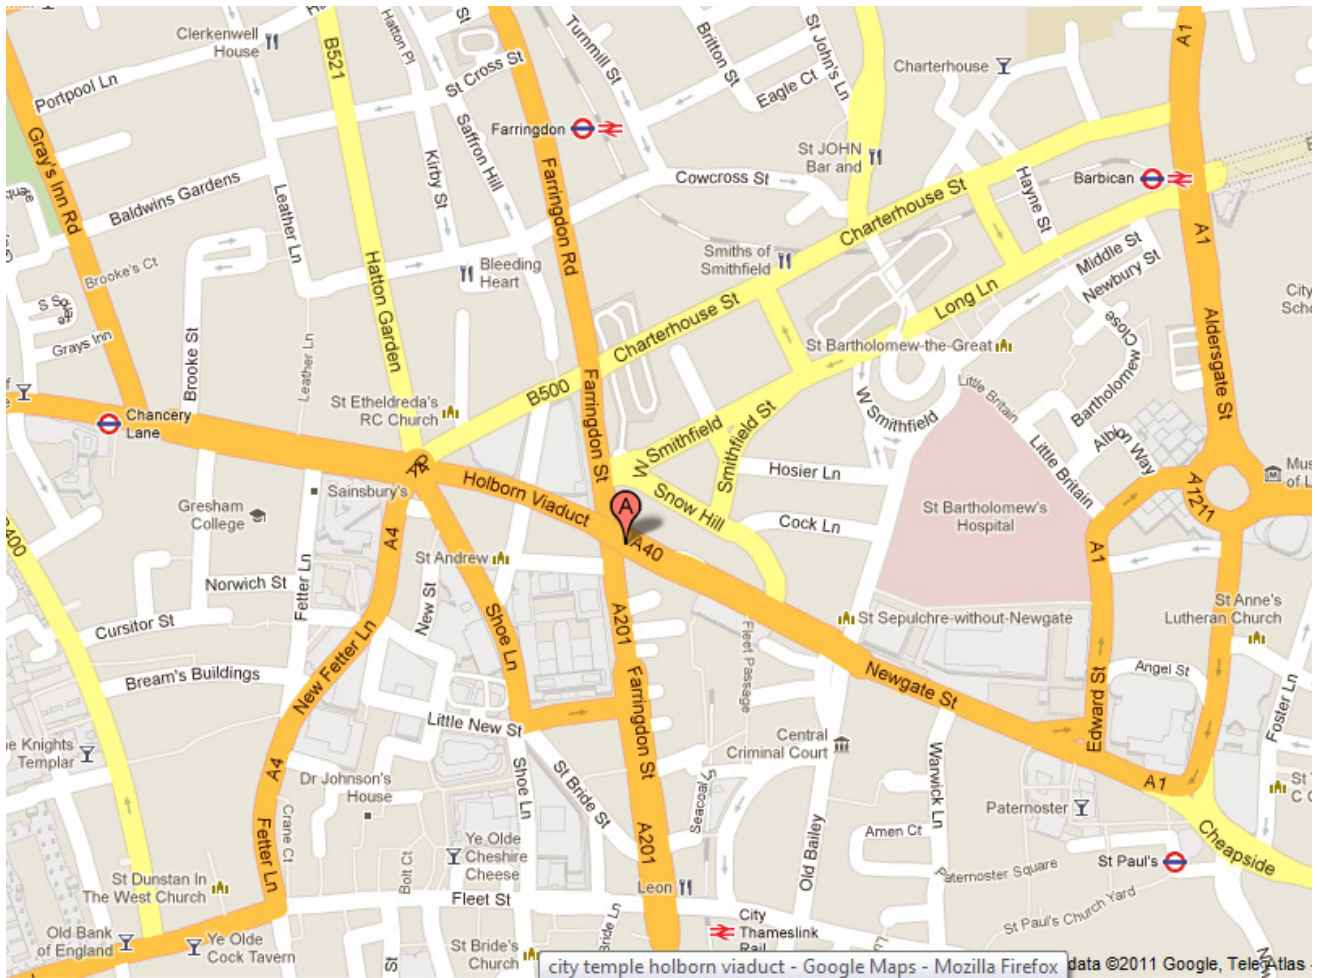 Clerkenwell
House
B521
Hatton Pl
St Cross St
Turnmill St
Britton St
St John's Ln
Eagle Ct
Charterhouse
A1
Portpool Ln
Gray's Inn Rd
Saffron Hill
Farringdon
Kirby St
Farringdon Rd
St JOHN
Bar and
Cowcross St
Hayne St
Barbican
Baldwins Gardens
Leather Ln
Charterhouse St
A1
Brooke's Ct
Hatton Garden
Bleeding
Heart
Smiths of
Smithfield
Middle St
Newbury St
Long Ln
City
Grays Inn
Brooke St
Leather Ln
Charterhouse St
St Bartholomew-the-Great
Bartholomew Close
Aldersgate St
Chancery
Lane
St Etheldreda's
RC Church
B500
Farringdon St
W Smithfield
Smithfield St
W Smithfield
Little Britain
Little Britain
Albion Way
Holborn Viaduct
Hosier Ln
Sainsbury's
Gresham
College
Snow Hill
Cock Ln
St Bartholomew's
Hospital
A1211
Mus
of L
A
A40
B400
A4
St Andrew
A1
Norwich St
Fetter Ln
New St
Shoe Ln
A201
Cursitor St
St Sepulchre-without-Newgate
St Anne's
Lutheran Church
Bream's Buildings
New Fetter Ln
Farringdon St
Fleet Passage
Newgate St
Edward St
Angel St
Foster Ln
Little New St
Central
Criminal Court
e Knights
Templar
A4
Dr Johnson's
House
Shoe Ln
St Bride St
Seacoal Ln
Old Bailey
Warwick Ln
A1
Paternoster
Cheapside
Fetter Ln
Crane Ct
Bolt Ct
Ye Olde
Cheshire
Cheese
A201
Amen Ct
St Paul's
Paternoster Square
St Dunstan In
The West Church
Leon
Fleet St
St Paul's Church Yard
Old Bank
of England
Ye Olde
Cock Tavern
St Bride's
Church
Bride Ln
City
Thameslink
Rail
city temple holborn viaduct - Google Maps - Mozilla Firefox
data ©2011 Google, Tele Atlas -